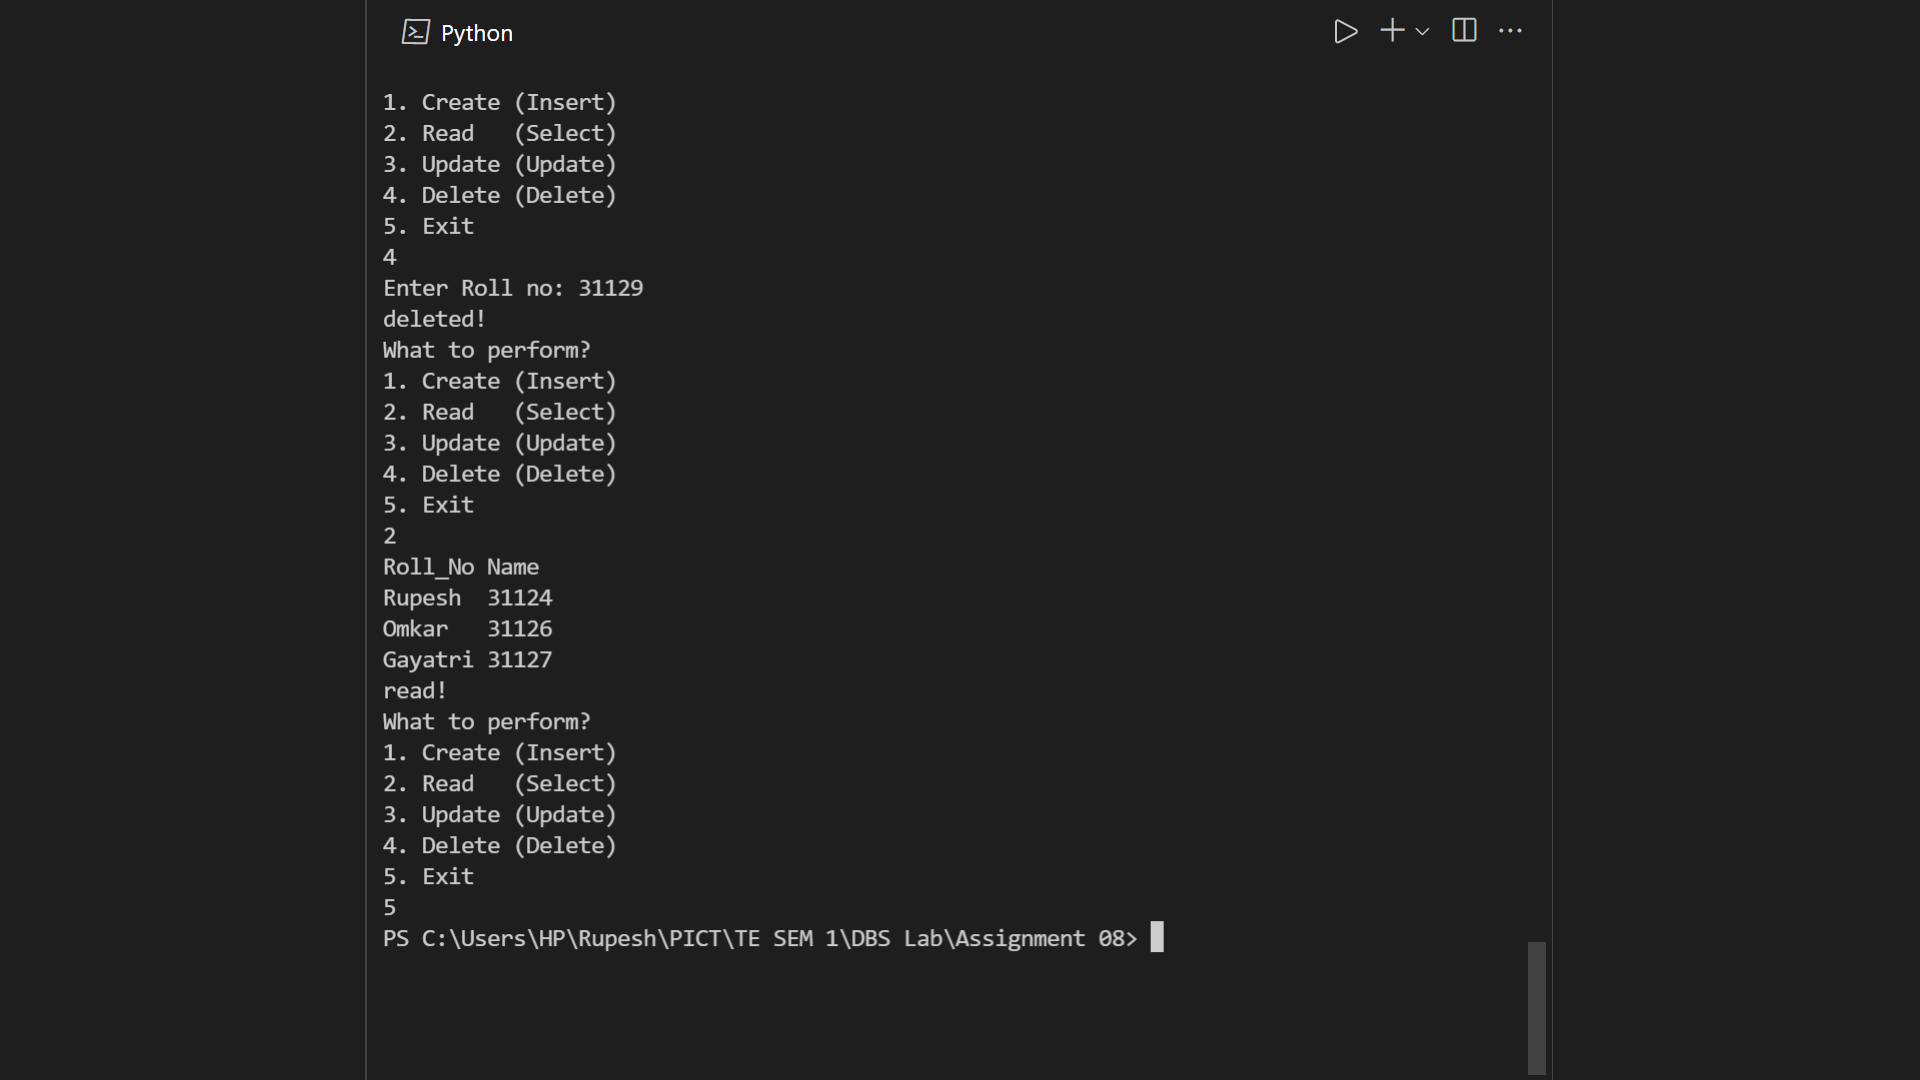 Python
1. Create (Insert)
2. Read   (Select)
3. Update (Update)
4. Delete (Delete)
5. Exit
4
Enter Roll no: 31129
deleted!
What to perform?
1. Create (Insert)
2. Read   (Select)
3. Update (Update)
4. Delete (Delete)
5. Exit
2
Roll_No Name
Rupesh  31124
Omkar   31126
Gayatri 31127
read!
What to perform?
1. Create (Insert)
2. Read   (Select)
3. Update (Update)
4. Delete (Delete)
5. Exit
5
PS C:\Users\HP\Rupesh\PICT\TE SEM 1\DBS Lab\Assignment 08>